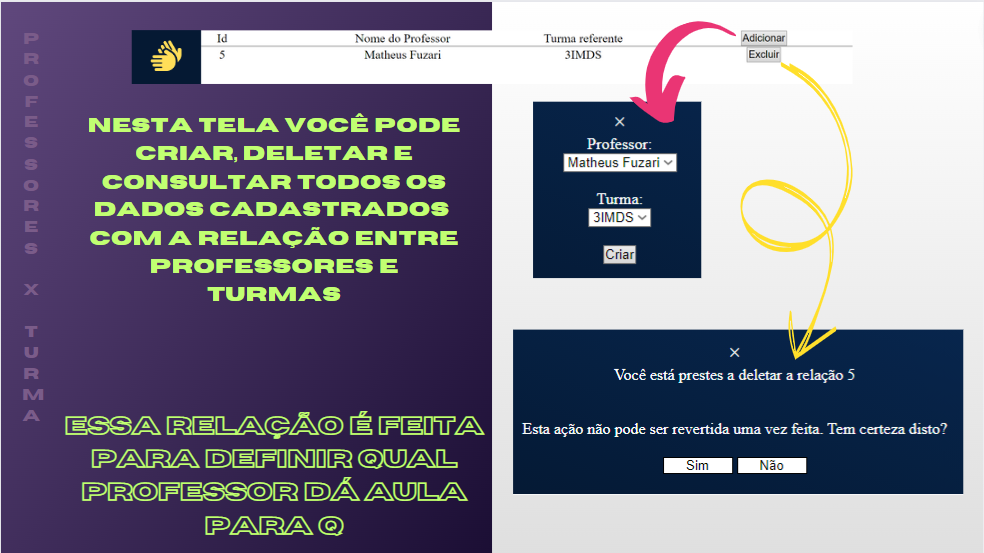 PROFESSORES X TURMA
Id Nome do Professor Turma referente Adicionar
5 Matheus Fuzari 3IMDS Excluir
NESTA TELA VOCÊ PODE
CRIAR, DELETAR E
CONSULTAR TODOS OS
DADOS CADASTRADOS
COM A RELAÇÃO ENTRE
PROFESSORES E
TURMAS
ESSA RELAÇÃO É FEITA
PARA DEFINIR QUAL
PROFESSOR DÁ AULA
PARA Q
×
Professor:
Matheus Fuzari
Turma:
3IMDS
Criar
×
Você está prestes a deletar a relação 5
Esta ação não pode ser revertida uma vez feita. Tem certeza disto?
Sim Não